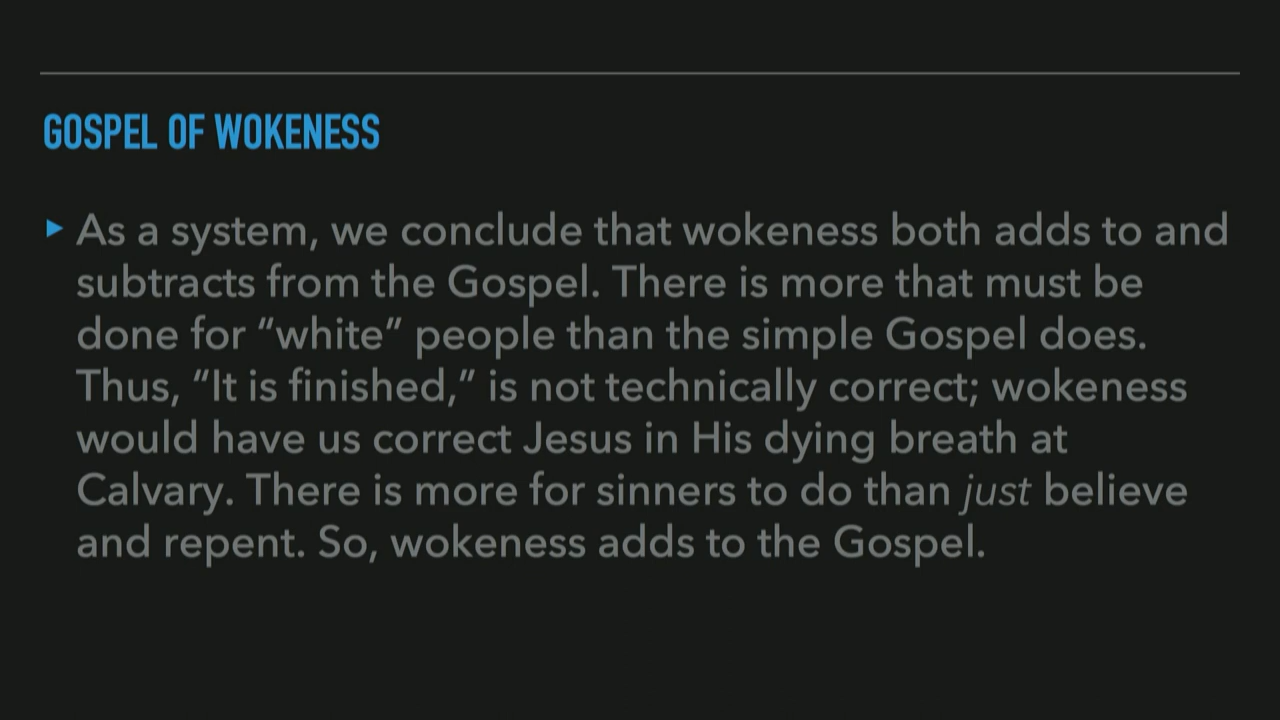 GOSPEL OF WOKENESS
▸ As a system, we conclude that wokeness both adds to and
subtracts from the Gospel. There is more that must be
done for “white” people than the simple Gospel does.
Thus, “It is finished,” is not technically correct; wokeness
would have us correct Jesus in His dying breath at
Calvary. There is more for sinners to do than just believe
and repent. So, wokeness adds to the Gospel.